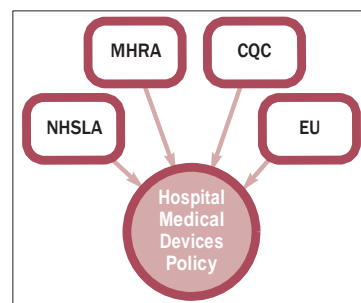 MHRA
CQC
NHSLA
EU
Hospital
Medical
Devices
Policy